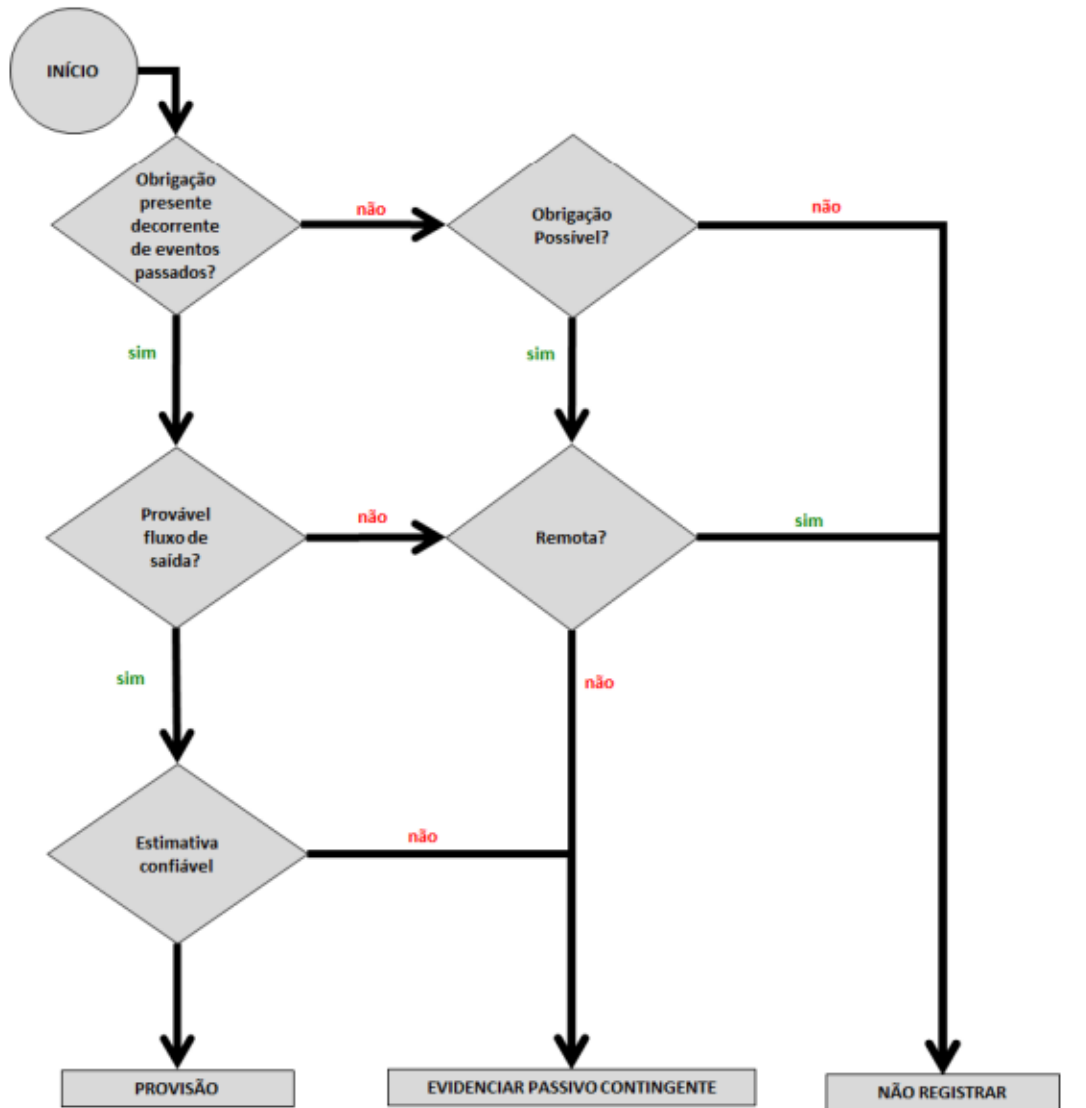 INÍCIO
Obrigação
presente
decorrente
de eventos
passados?
não
Obrigação
Possível?
não
sim
sim
Provável
fluxo de
saída?
não
Remota?
sim
sim
não
Estimativa
confiável
não
PROVISÃO
EVIDENCIAR PASSIVO CONTINGENTE
NÃO REGISTRAR